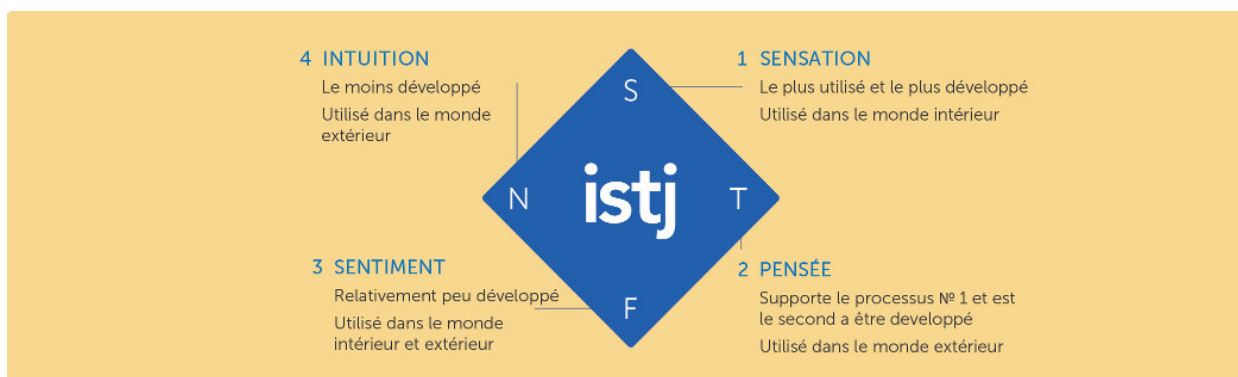 4 INTUITION
Le moins développé
Utilisé dans le monde
extérieur
1 SENSATION
Le plus utilisé et le plus développé
Utilisé dans le monde intérieur
S
N
istj
T
F
3 SENTIMENT
Relativement peu développé
Utilisé dans le monde
intérieur et extérieur
2 PENSÉE
Supporte le processus № 1 et est
le second a être developpé
Utilisé dans le monde extérieur